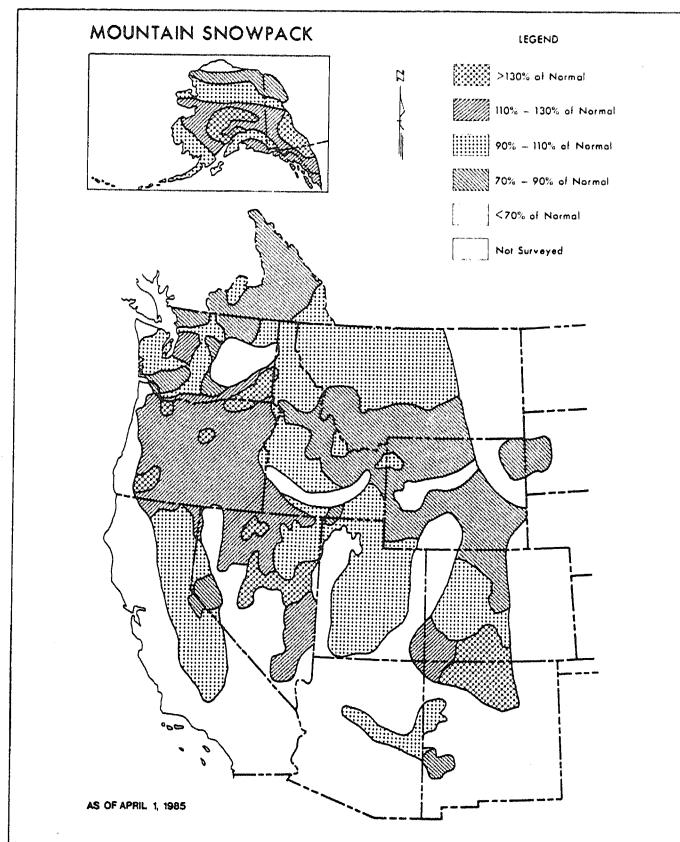 MOUNTAIN SNOWPACK
LEGEND
>130% of Normal
110% - 130% of Normal
90% - 110% of Normal
70% - 90% of Normal
<70% of Normal
Not Surveyed
AS OF APRIL 1, 1985